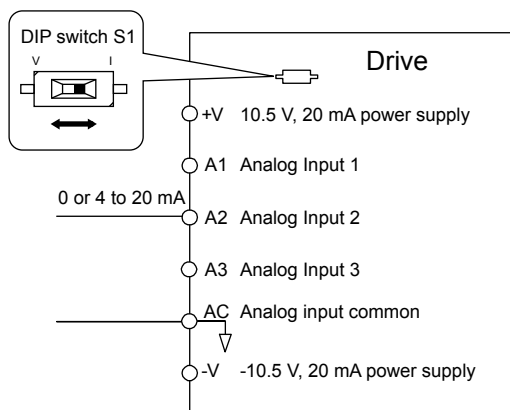 DIP switch S1
V I
Drive
+V 10.5 V, 20 mA power supply
A1 Analog Input 1
0 or 4 to 20 mA
A2 Analog Input 2
A3 Analog Input 3
AC Analog input common
-V -10.5 V, 20 mA power supply